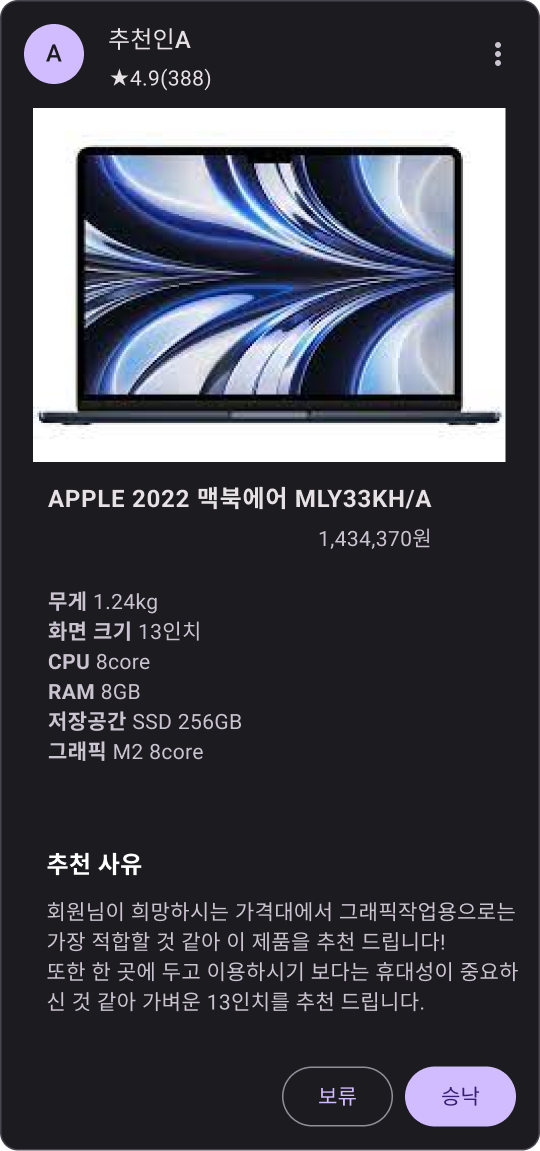 A
추천인A
★4.9(388)
APPLE 2022 맥북에어 MLY33KH/A
1,434,370원
무게 1.24kg
화면 크기 13인치
CPU 8core
RAM 8GB
저장공간 SSD 256GB
그래픽 M2 8core
추천 사유
회원님이 희망하시는 가격대에서 그래픽작업용으로는
가장 적합할 것 같아 이 제품을 추천 드립니다!
또한 한 곳에 두고 이용하시기 보다는 휴대성이 중요하
신 것 같아 가벼운 13인치를 추천 드립니다.
보류
승낙